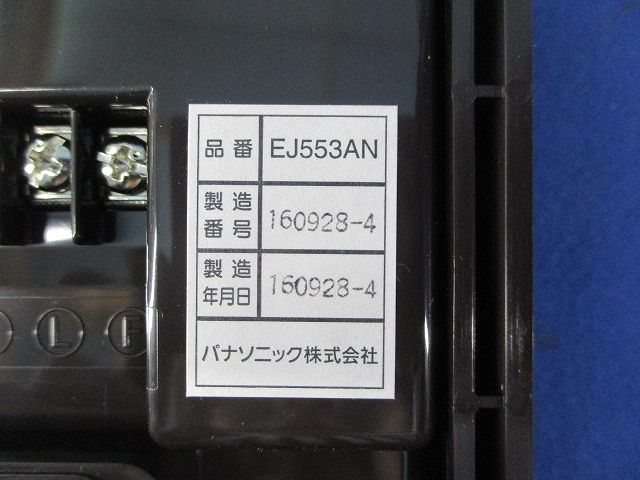 品番 EJ553AN
製造番号 160928-4
製造年月日 160928-4
パナソニック株式会社
L F